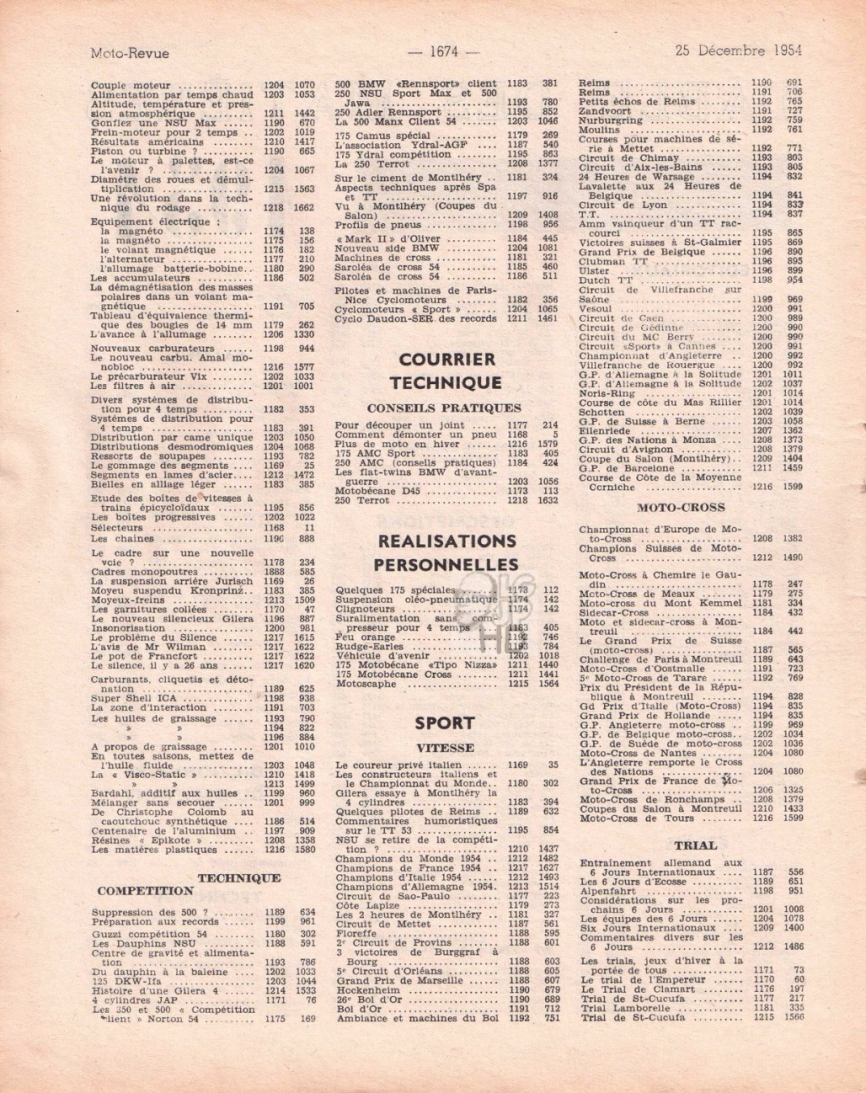 Moto-Revue
— 1674 —
25 Décembre 1954
Couple moteur ........ 1204 1070
Alimentation par temps chaud 1203 1053
Altitude, température et pres-
sion atmosphérique ........ 1211 1442
Gonflez une NSU Max ...... 1190 670
Frein-moteur pour 2 temps .. 1202 1019
Résultats américains ........ 1210 1417
Piston ou turbine ? .......... 1190 665
Le moteur à palettes, est-ce
l'avenir ? .................. 1204 1067
Diamètre des roues et démul-
tiplication ................ 1215 1563
Une révolution dans la tech-
nique du rodage .......... 1218 1662
Equipement électrique :
la magnéto .............. 1174 138
la magnéto .............. 1175 156
le volant magnétique .... 1176 182
l'alternateur ............ 1177 210
l'allumage batterie-bobine.. 1180 290
Les accumulateurs .......... 1186 502
La démagnétisation des masses
polaires dans un volant ma-
gnétique .................. 1191 705
Tableau d'équivalence thermi-
que des bougies de 14 mm 1179 262
L'avance à l'allumage ...... 1206 1330
Nouveaux carburateurs ...... 1198 944
Le nouveau carbu. Amal mo-
nobloc .................... 1216 1577
Le précarburateur Vix ...... 1202 1033
Les filtres à air ............ 1201 1001
Divers systèmes de distribu-
tion pour 4 temps ........ 1182 353
Systèmes de distribution pour
4 temps .................. 1183 391
Distribution par came unique 1203 1050
Distributions desmodromiques 1204 1068
Ressorts de soupapes ........ 1193 782
Le gommage des segments .... 1169 25
Segments en lames d'acier.... 1212 1472
Bielles en alliage léger ...... 1183 385
Etude des boîtes de vitesses à
trains épicycloïdaux ...... 1195 856
Les boîtes progressives ...... 1202 1022
Sélecteurs .................. 1168 11
Les chaînes ................ 1196 888
Le cadre sur une nouvelle
voie ? .................... 1178 234
Cadres monopoutres ........ 1888 585
La suspension arrière Jurisch 1169 26
Moyeu suspendu Kronprinz.. 1183 385
Moyeux-freins .............. 1213 1509
Les garnitures collées ...... 1170 47
Le nouveau silencieux Gilera 1196 887
Insonorisation .............. 1200 981
Le problème du Silence .... 1217 1615
L'avis de Mr Wilman ........ 1217 1622
Le pot de Francfort ........ 1217 1622
Le silence, il y a 26 ans .... 1217 1620
Carburants, cliquetis et déto-
nation .................... 1189 625
Super Shell ICA ............ 1198 938
La zone d'interaction ........ 1191 703
Les huiles de graissage ...... 1193 790
» » ...... 1194 822
» » ...... 1196 884
A propos de graissage ........ 1201 1010
En toutes saisons, mettez de
l'huile fluide .............. 1203 1048
La « Visco-Static » .......... 1210 1418
» » .......... 1213 1499
Bardahl, additif aux huiles .. 1199 960
Mélanger sans secouer ...... 1201 999
De Christophe Colomb au
caoutchouc synthétique .... 1186 514
Centenaire de l'aluminium .. 1197 909
Résines « Epikote » ........ 1208 1358
Les matières plastiques ...... 1216 1580
TECHNIQUE
COMPETITION
Suppression des 500 ? ........ 1189 634
Préparation aux records .... 1199 961
Guzzi compétition 54 ........ 1180 302
Les Dauphins NSU .......... 1188 591
Centre de gravité et alimenta-
tion ...................... 1193 786
Du dauphin à la baleine .... 1202 1033
125 DKW-Ifa ................ 1203 1044
Histoire d'une Gilera 4 ...... 1214 1533
4 cylindres JAP ............ 1171 76
Les 350 et 500 « Compétition
client » Norton 54 ........ 1175 169
500 BMW «Rennsport» client 1183 381
250 NSU Sport Max et 500
Jawa .................... 1193 780
250 Adler Rennsport ........ 1195 852
La 500 Manx Client 54 ...... 1203 1046
175 Camus spécial .......... 1179 269
L'association Ydral-AGF .... 1187 540
175 Ydral compétition ...... 1195 863
La 250 Terrot .............. 1208 1377
Sur le ciment de Montlhéry .. 1181 324
Aspects techniques après Spa
et TT .................... 1197 916
Vu à Montlhéry (Coupes du
Salon) .................... 1209 1408
Profils de pneus ............ 1198 956
« Mark II » d'Oliver ........ 1184 445
Nouveau side BMW .......... 1204 1081
Machines de cross .......... 1181 321
Saroléa de cross 54 .......... 1185 460
Saroléa de cross 54 .......... 1186 511
Pilotes et machines de Paris-
Nice Cyclomoteurs ........ 1182 356
Cyclomoteurs « Sport » ...... 1204 1065
Cyclo Daudon-SER des records 1211 1461
COURRIER
TECHNIQUE
CONSEILS PRATIQUES
Pour découper un joint ...... 1177 214
Comment démonter un pneu 1168 5
Plus de moto en hiver ...... 1216 1579
175 AMC Sport .............. 1183 405
250 AMC (conseils pratiques) 1184 424
Les flat-twins BMW d'avant-
guerre .................... 1203 1056
Motobécane D45 ............ 1173 113
250 Terrot .................. 1218 1632
REALISATIONS
PERSONNELLES
Quelques 175 spéciales ...... 1173 112
Suspension oléo-pneumatique 1174 142
Clignoteurs ................ 1174 142
Suralimentation sans com-
presseur pour 4 temps .... 1183 405
Feu orange ................ 746
Rudge-Earles .............. 784
Véhicule d'avenir .......... 1202 1018
175 Motobécane «Tipo Nizza» 1211 1440
175 Motobécane Cross ...... 1211 1441
Motoscaphe ................ 1215 1564
SPORT
VITESSE
Le coureur privé italien ...... 1169 35
Les constructeurs italiens et
le Championnat du Monde.. 1180 302
Gilera essaye à Montlhéry la
4 cylindres ................ 1183 394
Quelques pilotes de Reims .. 1189 632
Commentaires humoristiques
sur le TT 53 .............. 1195 854
NSU se retire de la compéti-
tion ? .................... 1210 1437
Champions du Monde 1954 .. 1212 1482
Champions de France 1954 .. 1217 1627
Champions d'Italie 1954 .... 1212 1493
Champions d'Allemagne 1954. 1213 1514
Circuit de Sao-Paulo ........ 1177 223
Côte Lapize ................ 1179 273
Les 2 heures de Montlhéry .. 1181 327
Circuit de Mettet .......... 1187 561
Floreffe .................... 1188 595
2e Circuit de Provins ...... 1188 601
3 victoires de Burggraf à
Bourg .................... 1188 603
5e Circuit d'Orléans ........ 1188 605
Grand Prix de Marseille .... 1188 607
Hockenheim ................ 1190 679
26e Bol d'Or ................ 1190 689
Bol d'Or .................... 1191 712
Ambiance et machines du Bol 1192 751
Reims ...................... 1190 691
Reims ...................... 1191 706
Petits échos de Reims ........ 1192 765
Zandvoort .................. 1191 727
Nurburgring ................ 1192 759
Moulins .................... 1192 761
Courses pour machines de sé-
rie à Mettet .............. 1192 771
Circuit de Chimay .......... 1193 803
Circuit d'Aix-les-Bains ...... 1193 805
24 Heures de Warsage ...... 1194 832
Lavalette aux 24 Heures de
Belgique .................. 1194 841
Circuit de Lyon ............ 1194 833
T.T. ........................ 1194 837
Amm vainqueur d'un TT rac-
courci .................... 1195 865
Victoires suisses à St-Galmier 1195 869
Grand Prix de Belgique .... 1196 890
Clubman TT ................ 1196 895
Ulster ...................... 1196 899
Dutch TT .................. 1198 954
Circuit de Villefranche sur
Saône .................... 1199 969
Vesoul ...................... 1200 991
Circuit de Caen ............ 1200 989
Circuit de Gédinne .......... 1200 990
Circuit du MC Berry ........ 1200 990
Circuit «Sport» à Cannes .... 1200 991
Championnat d'Angleterre .. 1200 992
Villefranche de Rouergue .... 1200 992
G.P. d'Allemagne à la Solitude 1201 1011
G.P. d'Allemagne à la Solitude 1202 1037
Noris-Ring .................. 1201 1014
Course de côte du Mas Rillier 1201 1014
Schotten .................... 1202 1039
G.P. de Suisse à Berne ...... 1203 1058
Eilenriede .................. 1207 1362
G.P. des Nations à Monza .. 1208 1373
Circuit d'Avignon .......... 1208 1379
Coupe du Salon (Montlhéry). 1209 1404
G.P. de Barcelone .......... 1211 1459
Course de Côte de la Moyenne
Corniche .................. 1216 1599
MOTO-CROSS
Championnat d'Europe de Mo-
to-Cross .................. 1208 1382
Champions Suisses de Moto-
Cross .................... 1212 1490
Moto-Cross à Chemiré le Gau-
din ...................... 1178 247
Moto-Cross de Meaux ...... 1179 275
Moto-cross du Mont Kemmel 1181 334
Sidecar-Cross .............. 1184 432
Moto et sidecar-cross à Mon-
treuil .................... 1184 442
Le Grand Prix de Suisse
(moto-cross) .............. 1187 565
Challenge de Paris à Montreuil 1189 643
Moto-Cross d'Oostmalle .... 1191 723
5e Moto-Cross de Tarare .... 1192 769
Prix du Président de la Répu-
blique à Montreuil ........ 1194 828
Gd Prix d'Italie (Moto-Cross) 1194 835
Grand Prix de Hollande .... 1194 835
G.P. Angleterre moto-cross .. 1199 969
G.P. de Belgique moto-cross.. 1202 1034
G.P. de Suède de moto-cross 1202 1036
Moto-Cross de Nantes ...... 1204 1080
L'Angleterre remporte le Cross
des Nations .............. 1204 1080
Grand Prix de France de Mo-
to-Cross .................. 1206 1325
Moto-Cross de Ronchamps .. 1208 1379
Coupes du Salon à Montreuil 1210 1433
Moto-Cross de Tours ........ 1216 1599
TRIAL
Entraînement allemand aux
6 Jours Internationaux .... 1187 556
Les 6 Jours d'Ecosse ........ 1189 651
Alpenfahrt .................. 1198 951
Considérations sur les pro-
chains 6 Jours ............ 1201 1008
Les équipes des 6 Jours .... 1204 1078
Six Jours Internationaux .... 1209 1400
Commentaires divers sur les
6 Jours .................. 1212 1486
Les trials, jeux d'hiver à la
portée de tous ............ 1171 73
Le trial de l'Empereur ...... 1170 60
Le Trial de Clamart ........ 1176 197
Trial de St-Cucufa .......... 1177 217
Trial Lamborelle ............ 1181 335
Trial de St-Cucufa .......... 1215 1566